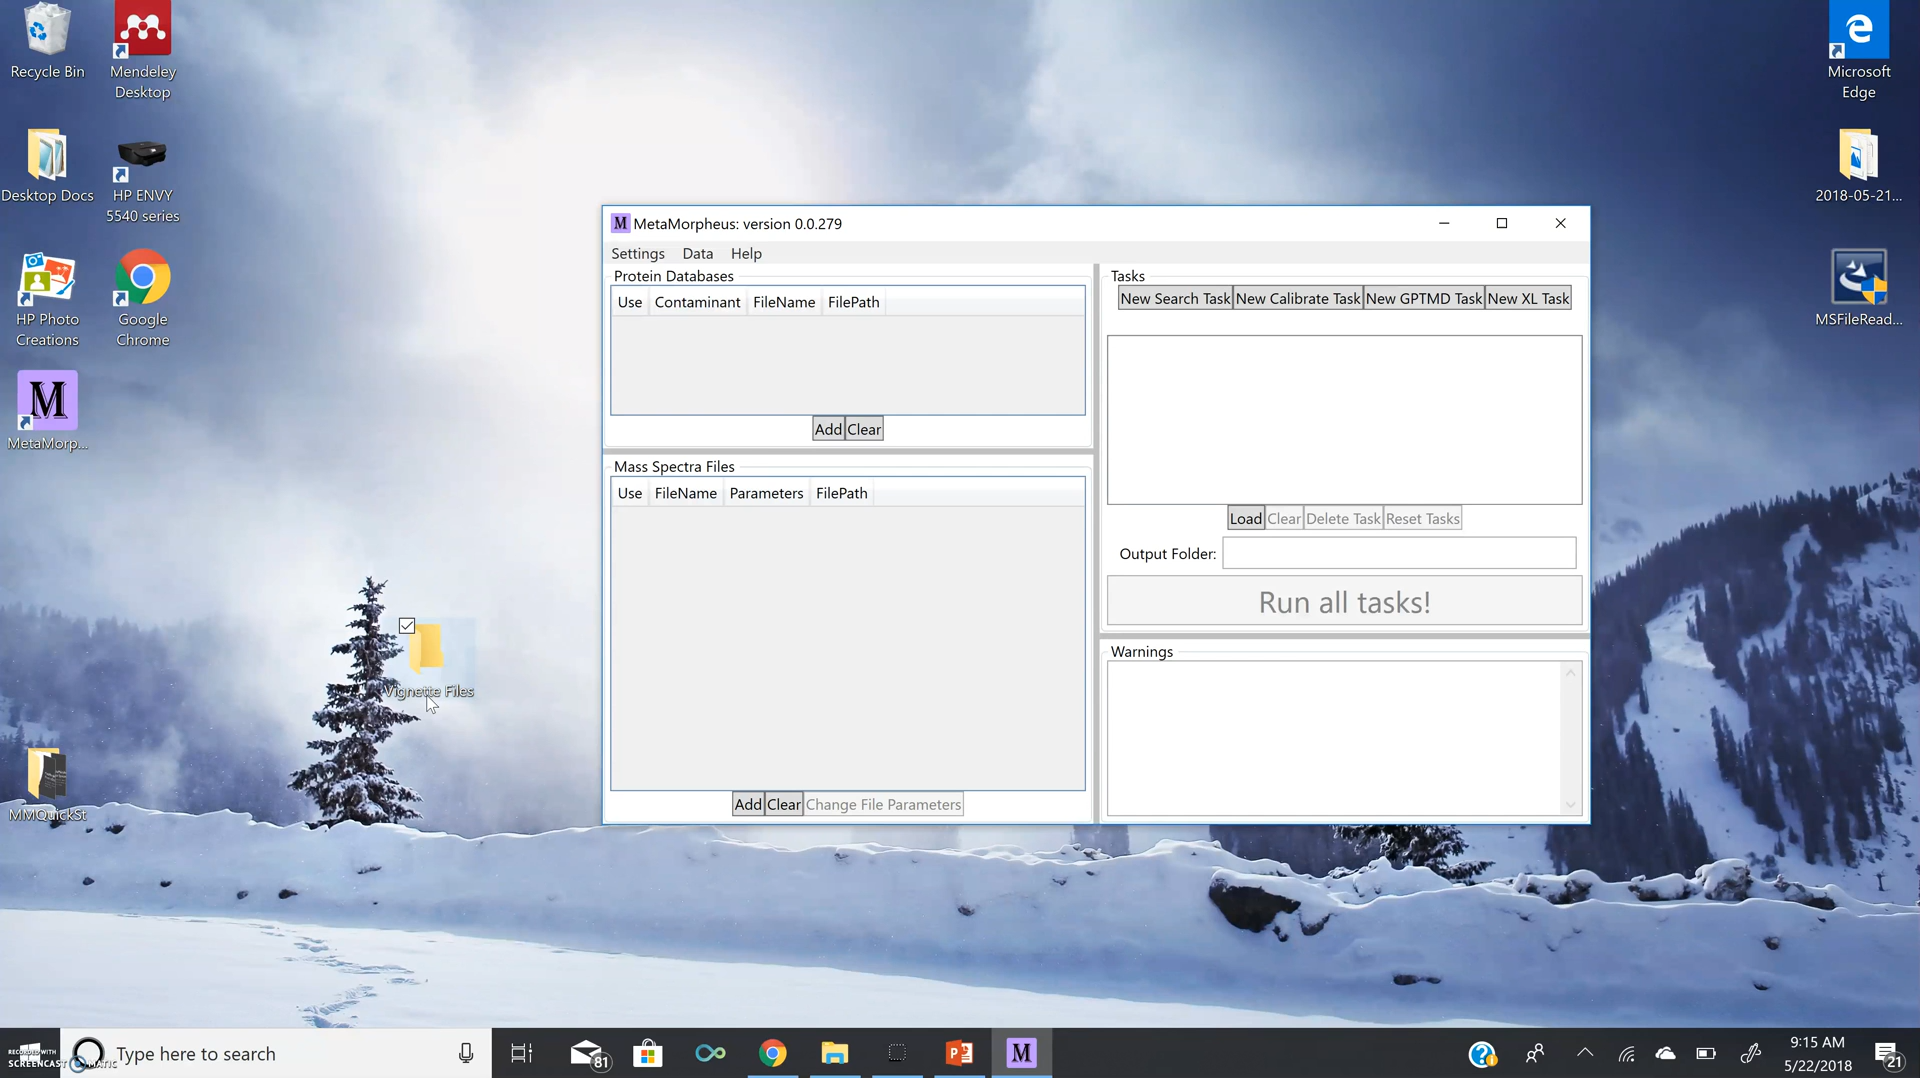 Recycle Bin
Mendeley
Desktop
Desktop Docs
HP ENVY
5540 series
HP Photo
Creations
Google
Chrome
MetaMorp...
Vignette Files
MMQuickSt
Microsoft
Edge
2018-05-21...
MSFileRead...
MetaMorpheus: version 0.0.279
Settings Data Help
Protein Databases
Use Contaminant FileName FilePath
Add Clear
Mass Spectra Files
Use FileName Parameters FilePath
Add Clear Change File Parameters
Tasks
New Search Task New Calibrate Task New GPTMD Task New XL Task
Load Clear Delete Task Reset Tasks
Output Folder:
Run all tasks!
Warnings
RECORDED WITH
SCREENCAST MATIC
Type here to search
81
9:15 AM
5/22/2018
21